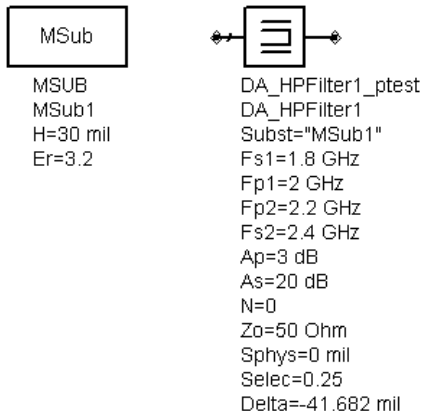 MSub
MSUB
MSub1
H=30 mil
Er=3.2
DA_HPFilter1_ptest
DA_HPFilter1
Subst="MSub1"
Fs1=1.8 GHz
Fp1=2 GHz
Fp2=2.2 GHz
Fs2=2.4 GHz
Ap=3 dB
As=20 dB
N=0
Zo=50 Ohm
Sphys=0 mil
Selec=0.25
Delta=-41.682 mil